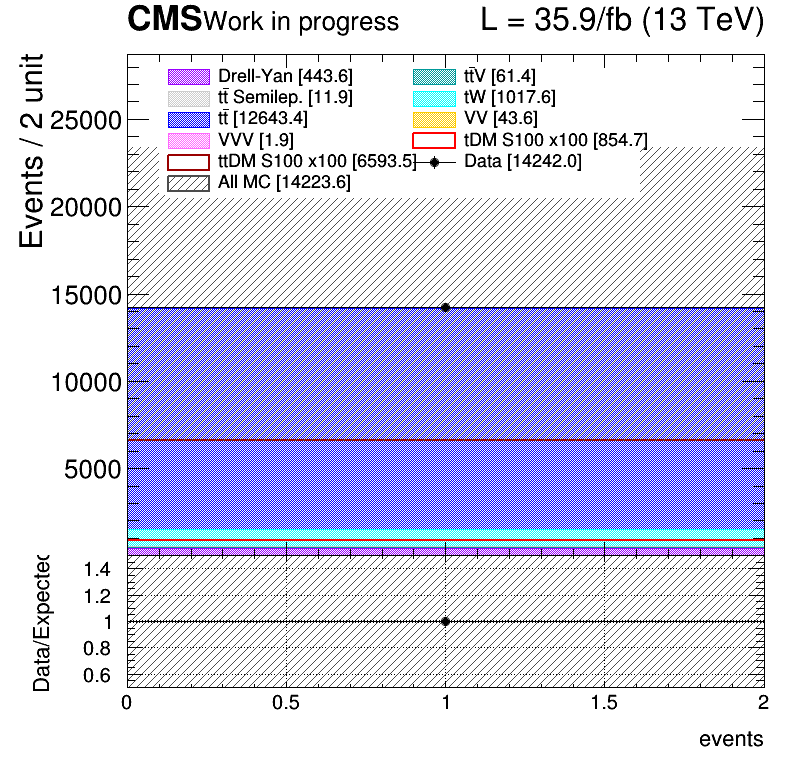 CMS Work in progress L = 35.9/fb (13 TeV)
Events / 2 unit
25000
20000
15000
10000
5000
Drell-Yan [443.6]
tt̄V [61.4]
tt̄ Semilep. [11.9]
tW [1017.6]
tt̄ [12643.4]
VV [43.6]
VVV [1.9]
tDM S100 x100 [854.7]
ttDM S100 x100 [6593.5]
Data [14242.0]
All MC [14223.6]
Data/Expected
1.4
1.2
1
0.8
0.6
0 0.5 1 1.5 2
events